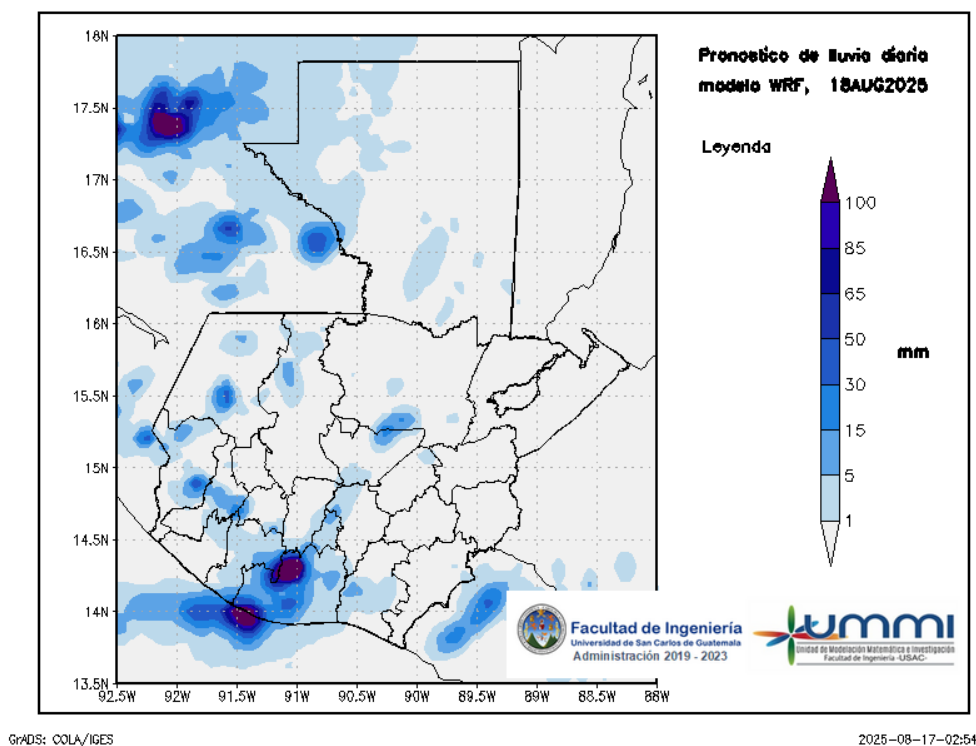 Pronostico de lluvia diaria
modelo WRF, 18AUG2025
Leyenda
100
85
65
50
30
15
5
1
mm
18N
17.5N
17N
16.5N
16N
15.5N
15N
14.5N
14N
13.5N
92.5W
92W
91.5W
91W
90.5W
90W
89.5W
89W
88.5W
88W
Facultad de Ingeniería
Universidad de San Carlos de Guatemala
Administración 2019 - 2023
UMMI
Unidad de Modelación Matemática e Investigación
Facultad de Ingeniería -USAC-
GrADS: COLA/IGES
2025-08-17-02:54